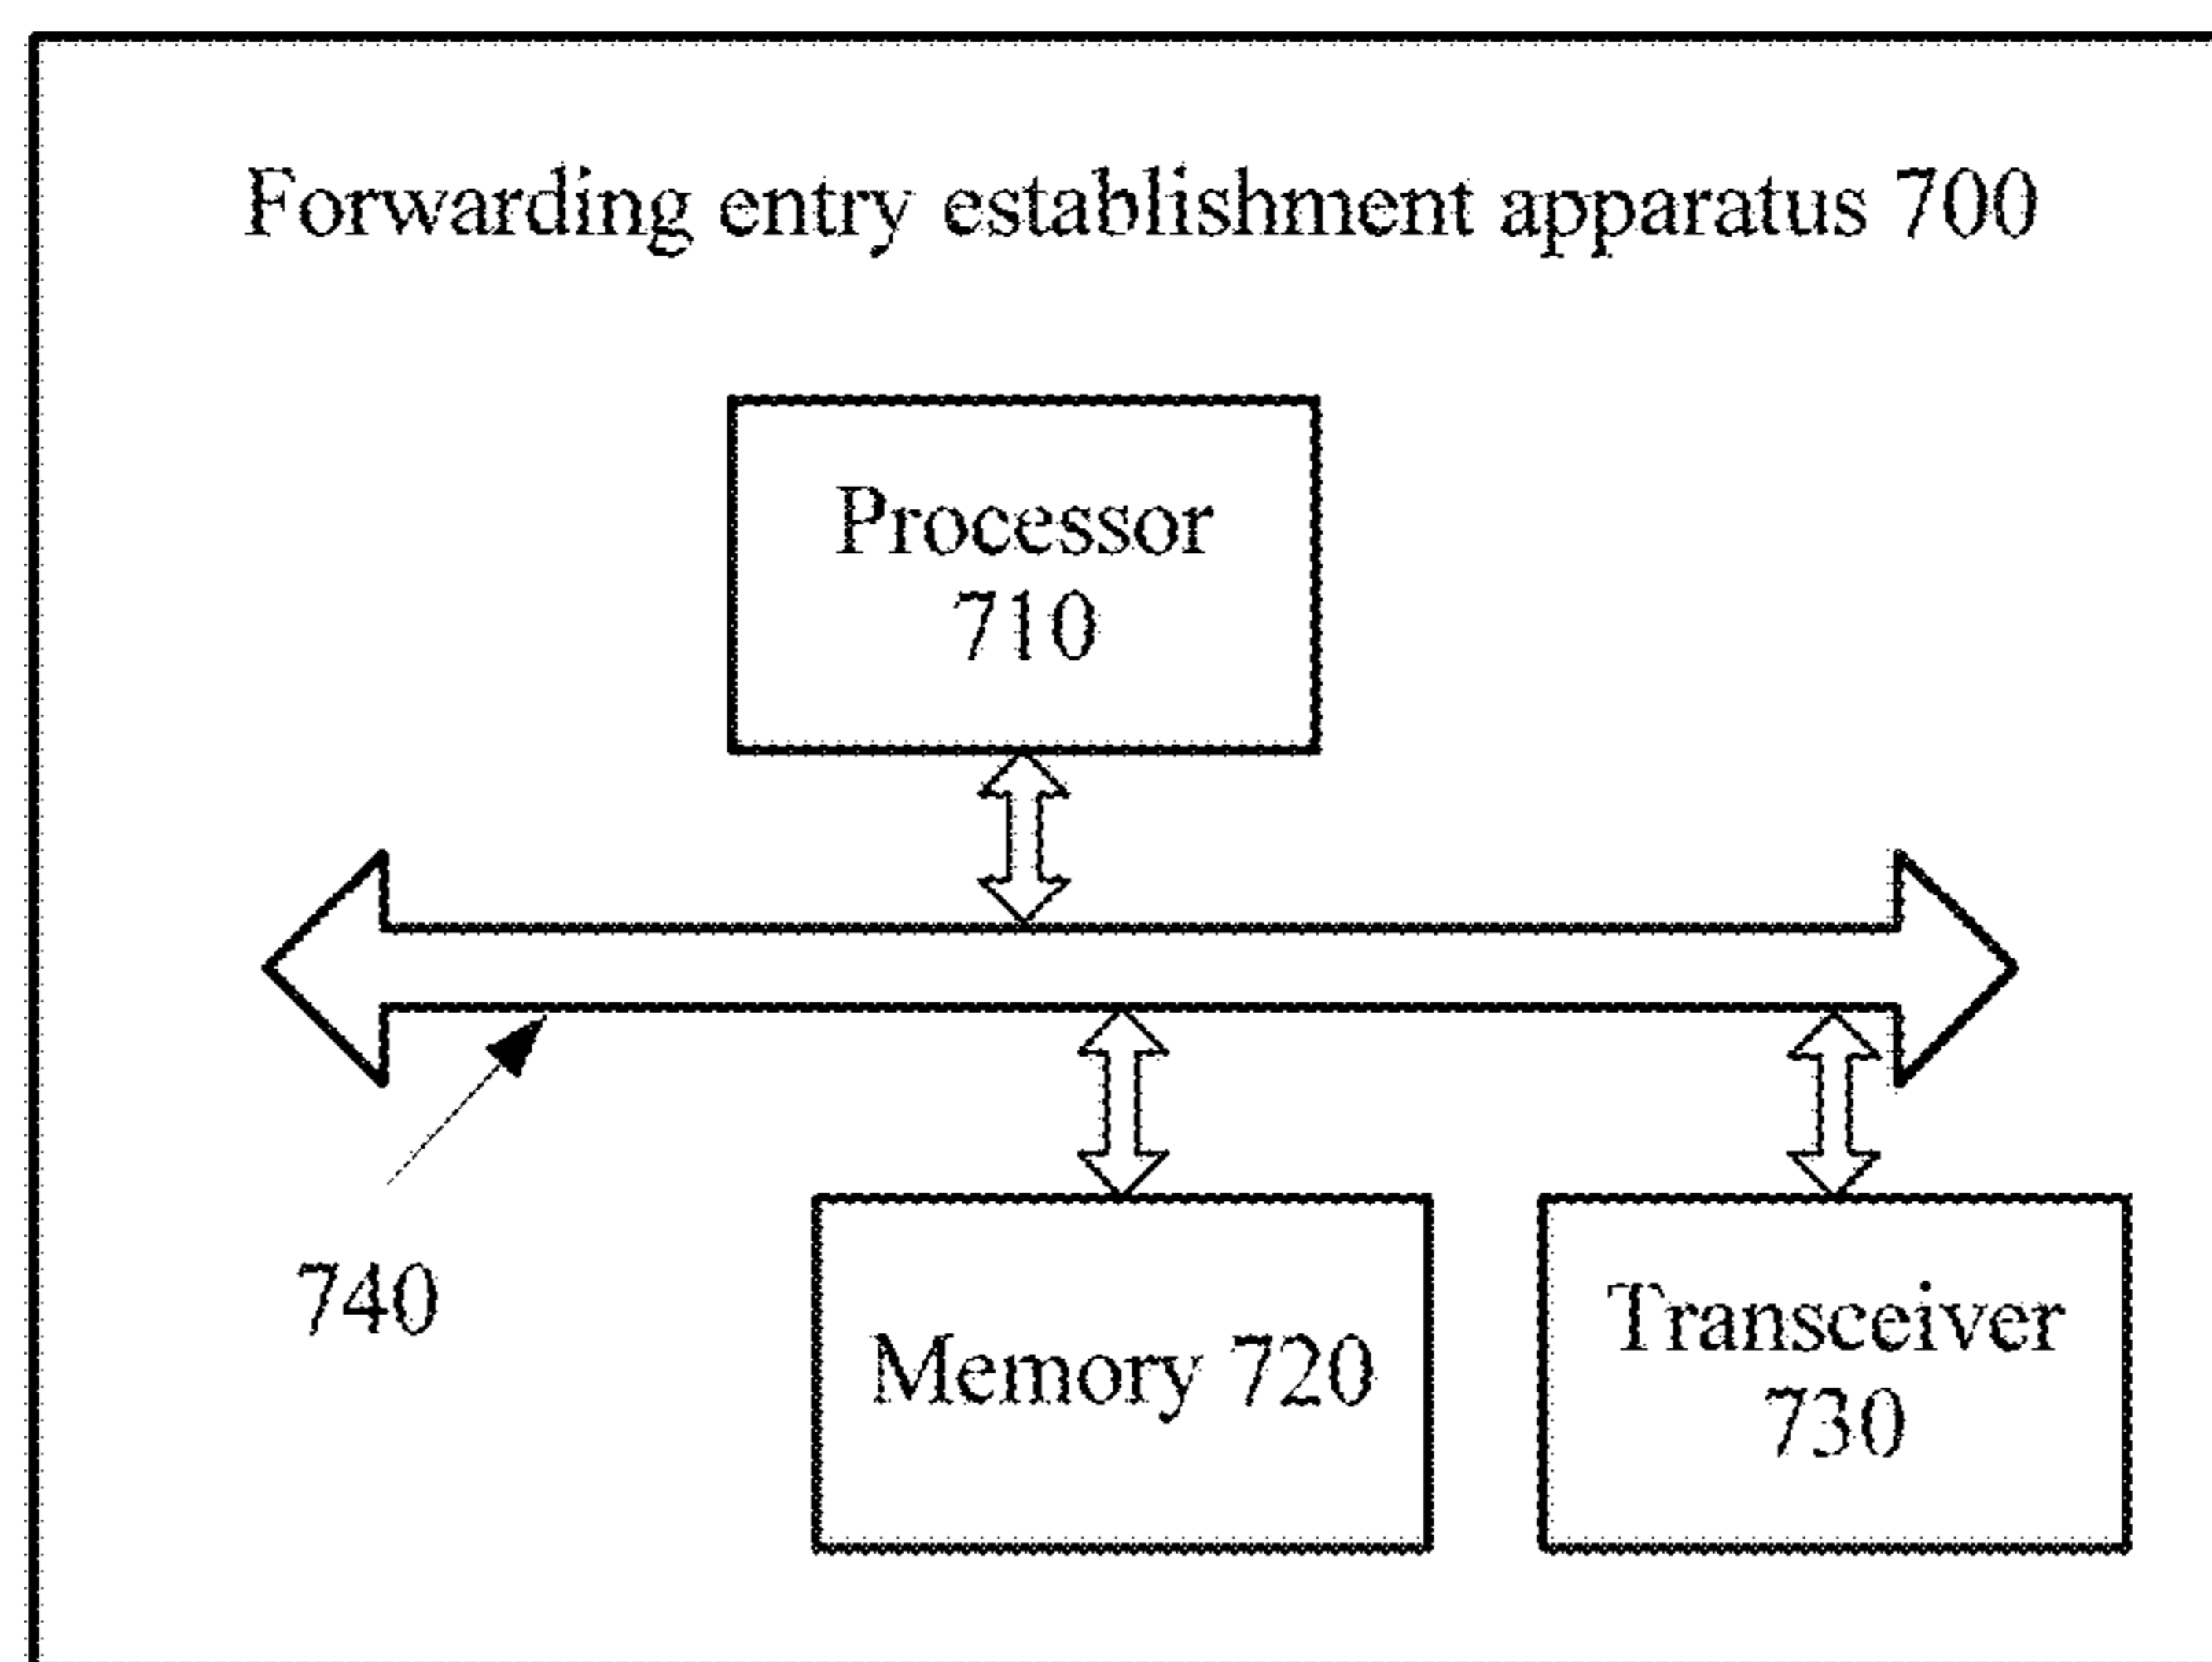 Forwarding entry establishment apparatus 700
Processor
710
740
Memory 720
Transceiver
730